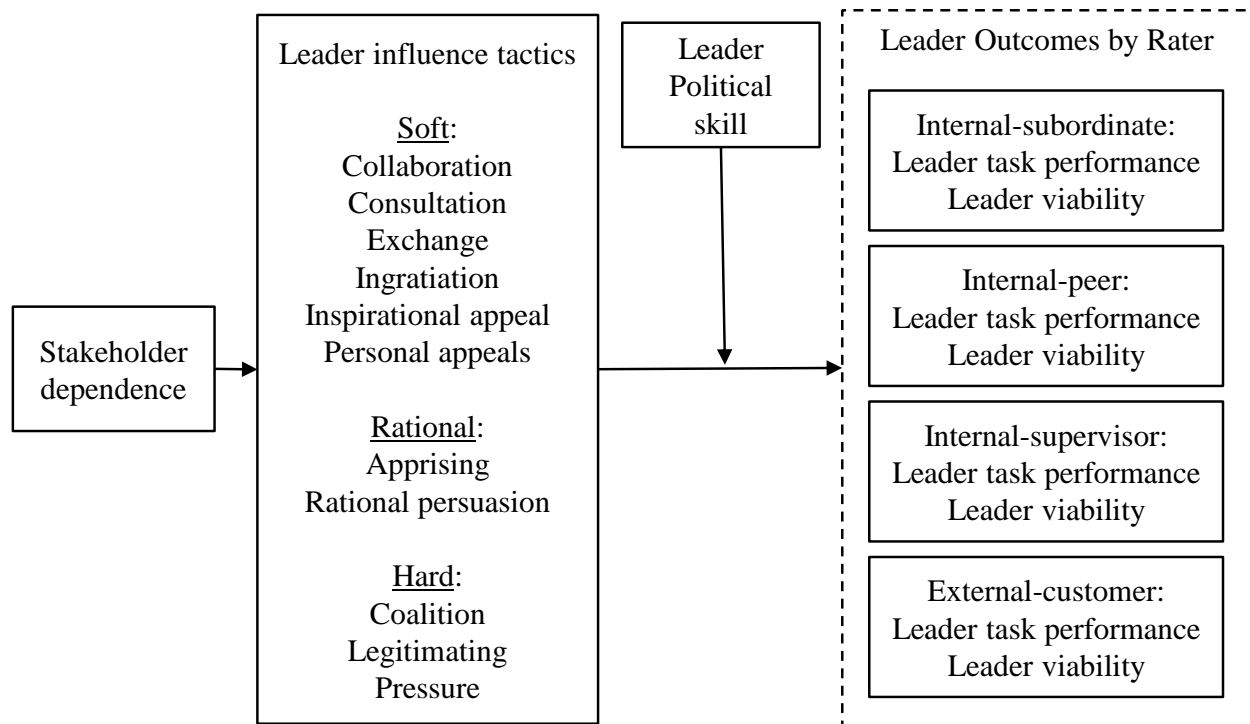 Stakeholder
dependence
Leader influence tactics
Soft:
Collaboration
Consultation
Exchange
Ingratiation
Inspirational appeal
Personal appeals
Rational:
Apprising
Rational persuasion
Hard:
Coalition
Legitimating
Pressure
Leader
Political
skill
Leader Outcomes by Rater
Internal-subordinate:
Leader task performance
Leader viability
Internal-peer:
Leader task performance
Leader viability
Internal-supervisor:
Leader task performance
Leader viability
External-customer:
Leader task performance
Leader viability